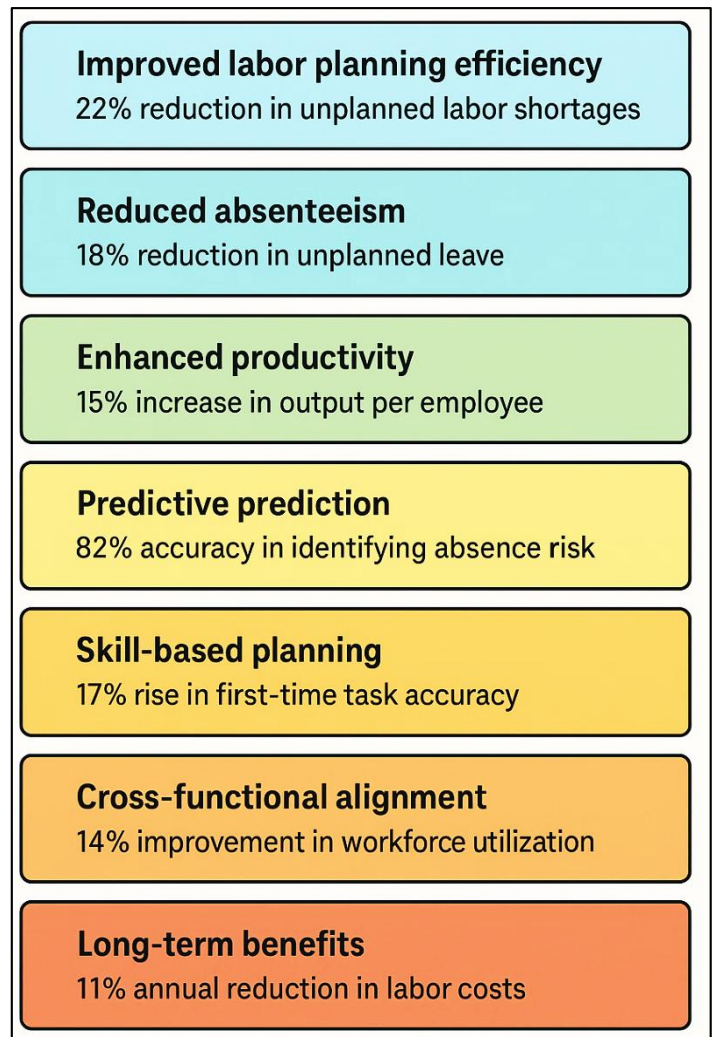 Improved labor planning efficiency
22% reduction in unplanned labor shortages
Reduced absenteeism
18% reduction in unplanned leave
Enhanced productivity
15% increase in output per employee
Predictive prediction
82% accuracy in identifying absence risk
Skill-based planning
17% rise in first-time task accuracy
Cross-functional alignment
14% improvement in workforce utilization
Long-term benefits
11% annual reduction in labor costs